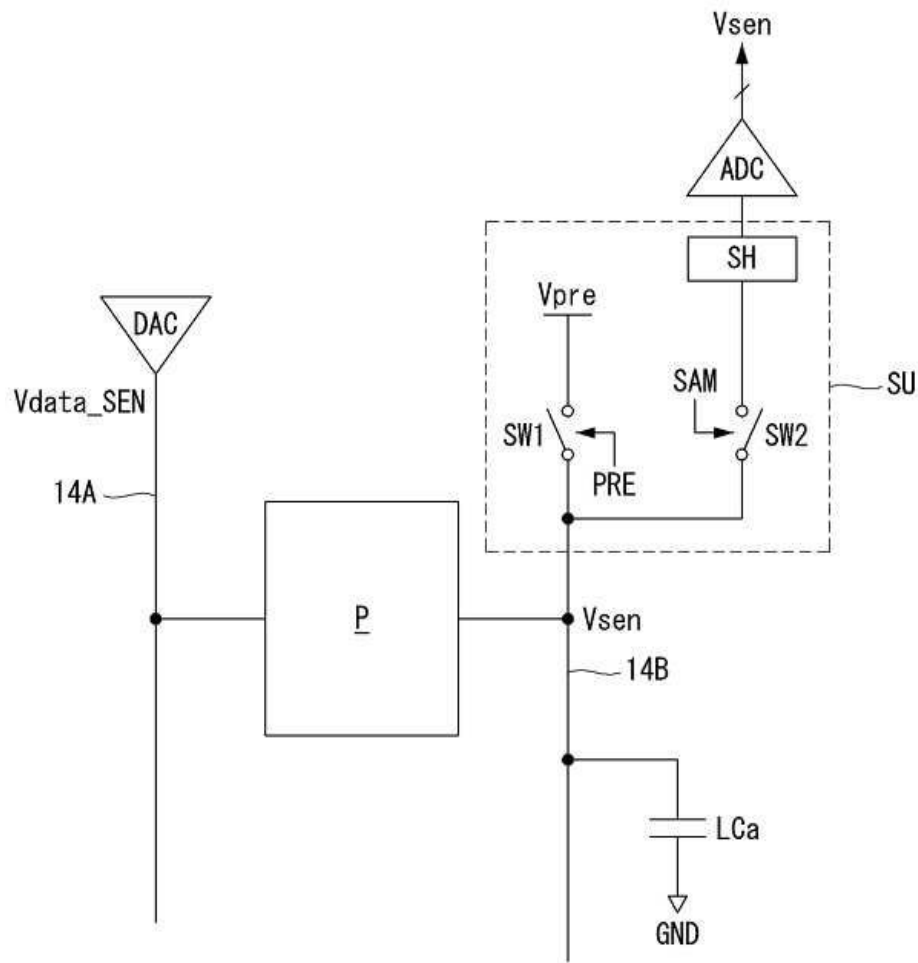 Vsen
ADC
SH
Vpre
DAC
SAM
SU
Vdata_SEN
SW1
SW2
PRE
14A
P
Vsen
14B
LCa
GND